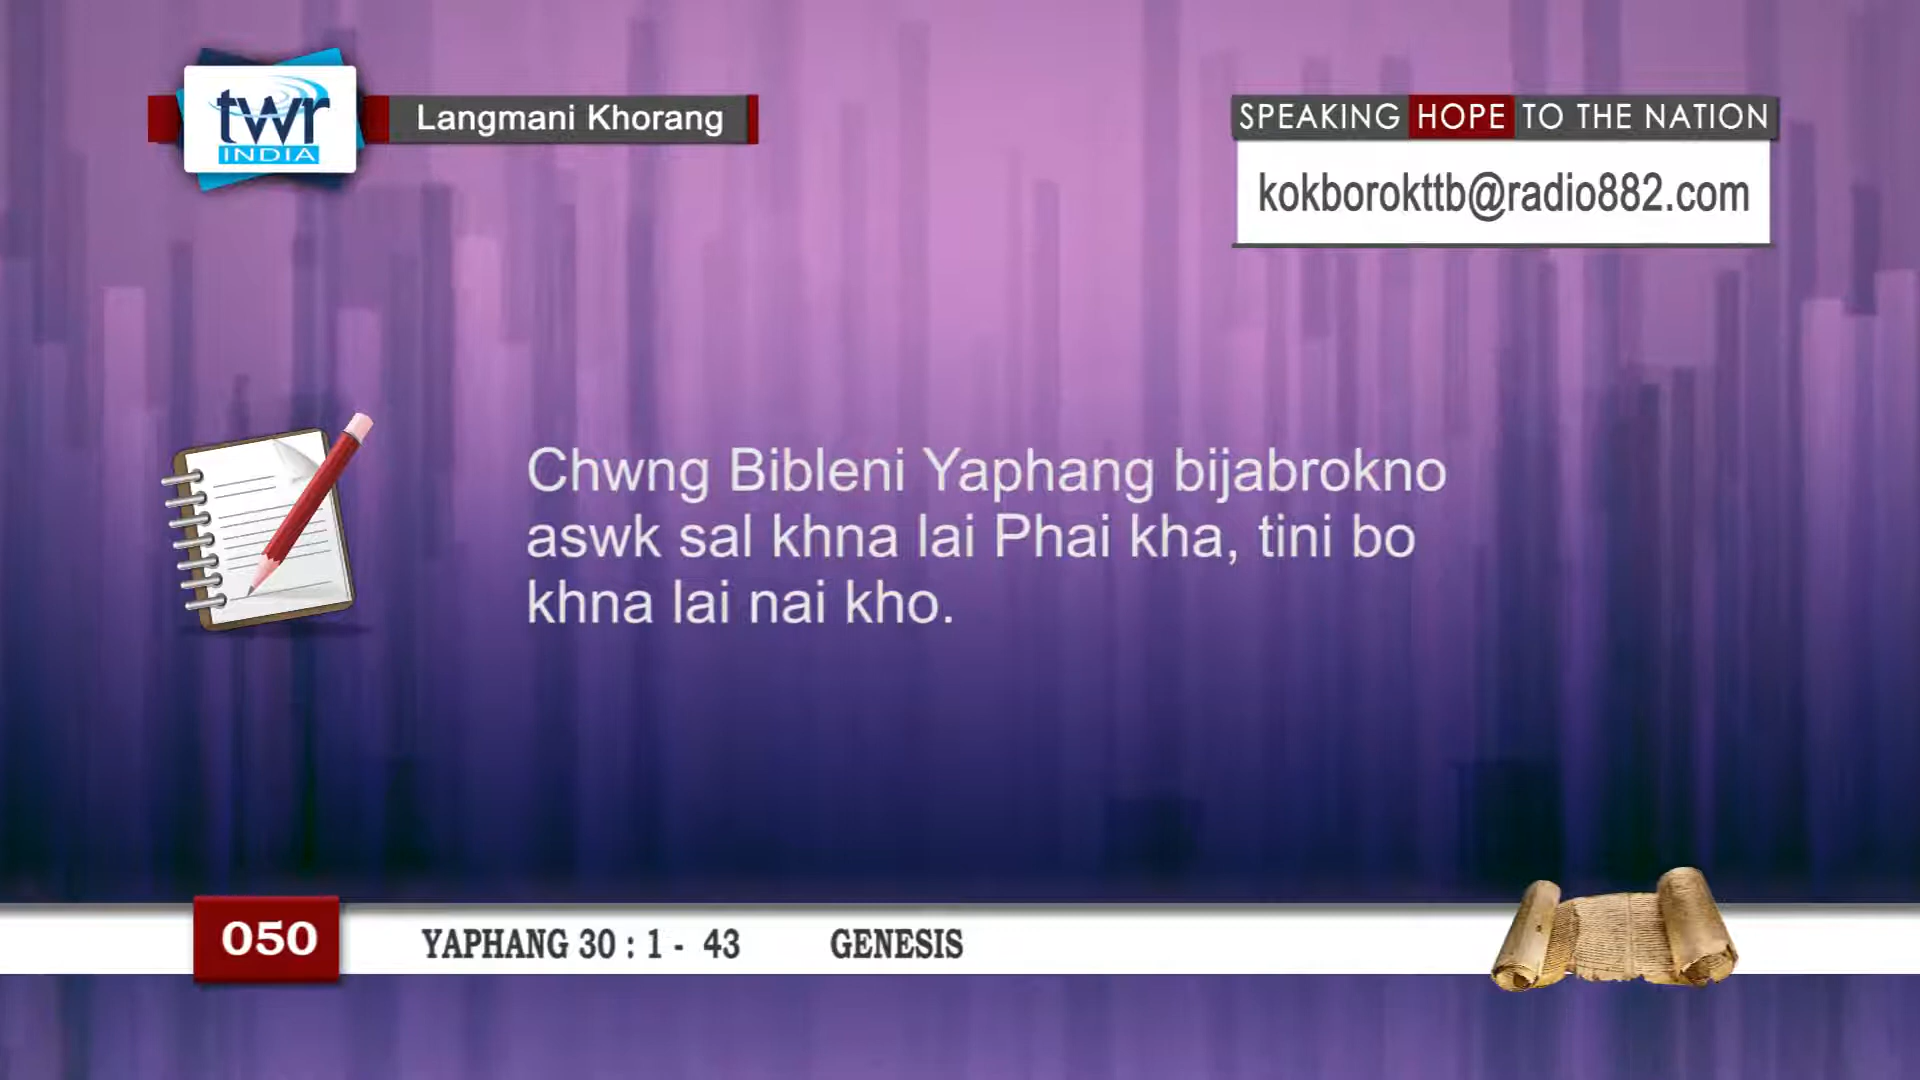 twr
INDIA
Langmani Khorang
SPEAKING HOPE TO THE NATION
kokborokttb@radio882.com
Chwng Bibleni Yaphang bijabrokno
aswk sal khna lai Phai kha, tini bo
khna lai nai kho.
050
YAPHANG 30 : 1 - 43 GENESIS